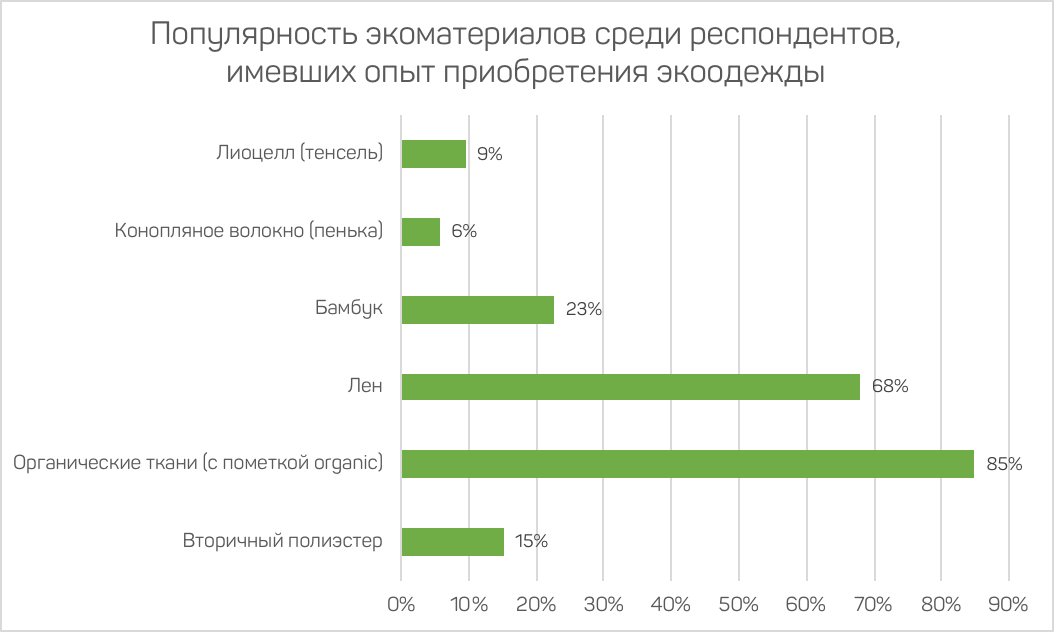 Популярность экоматериалов среди респондентов,
имевших опыт приобретения экоодежды
Лиоцелл (тенсель)
9%
Конопляное волокно (пенька)
6%
Бамбук
23%
Лен
68%
Органические ткани (с пометкой organic)
85%
Вторичный полиэстер
15%
0% 10% 20% 30% 40% 50% 60% 70% 80% 90%